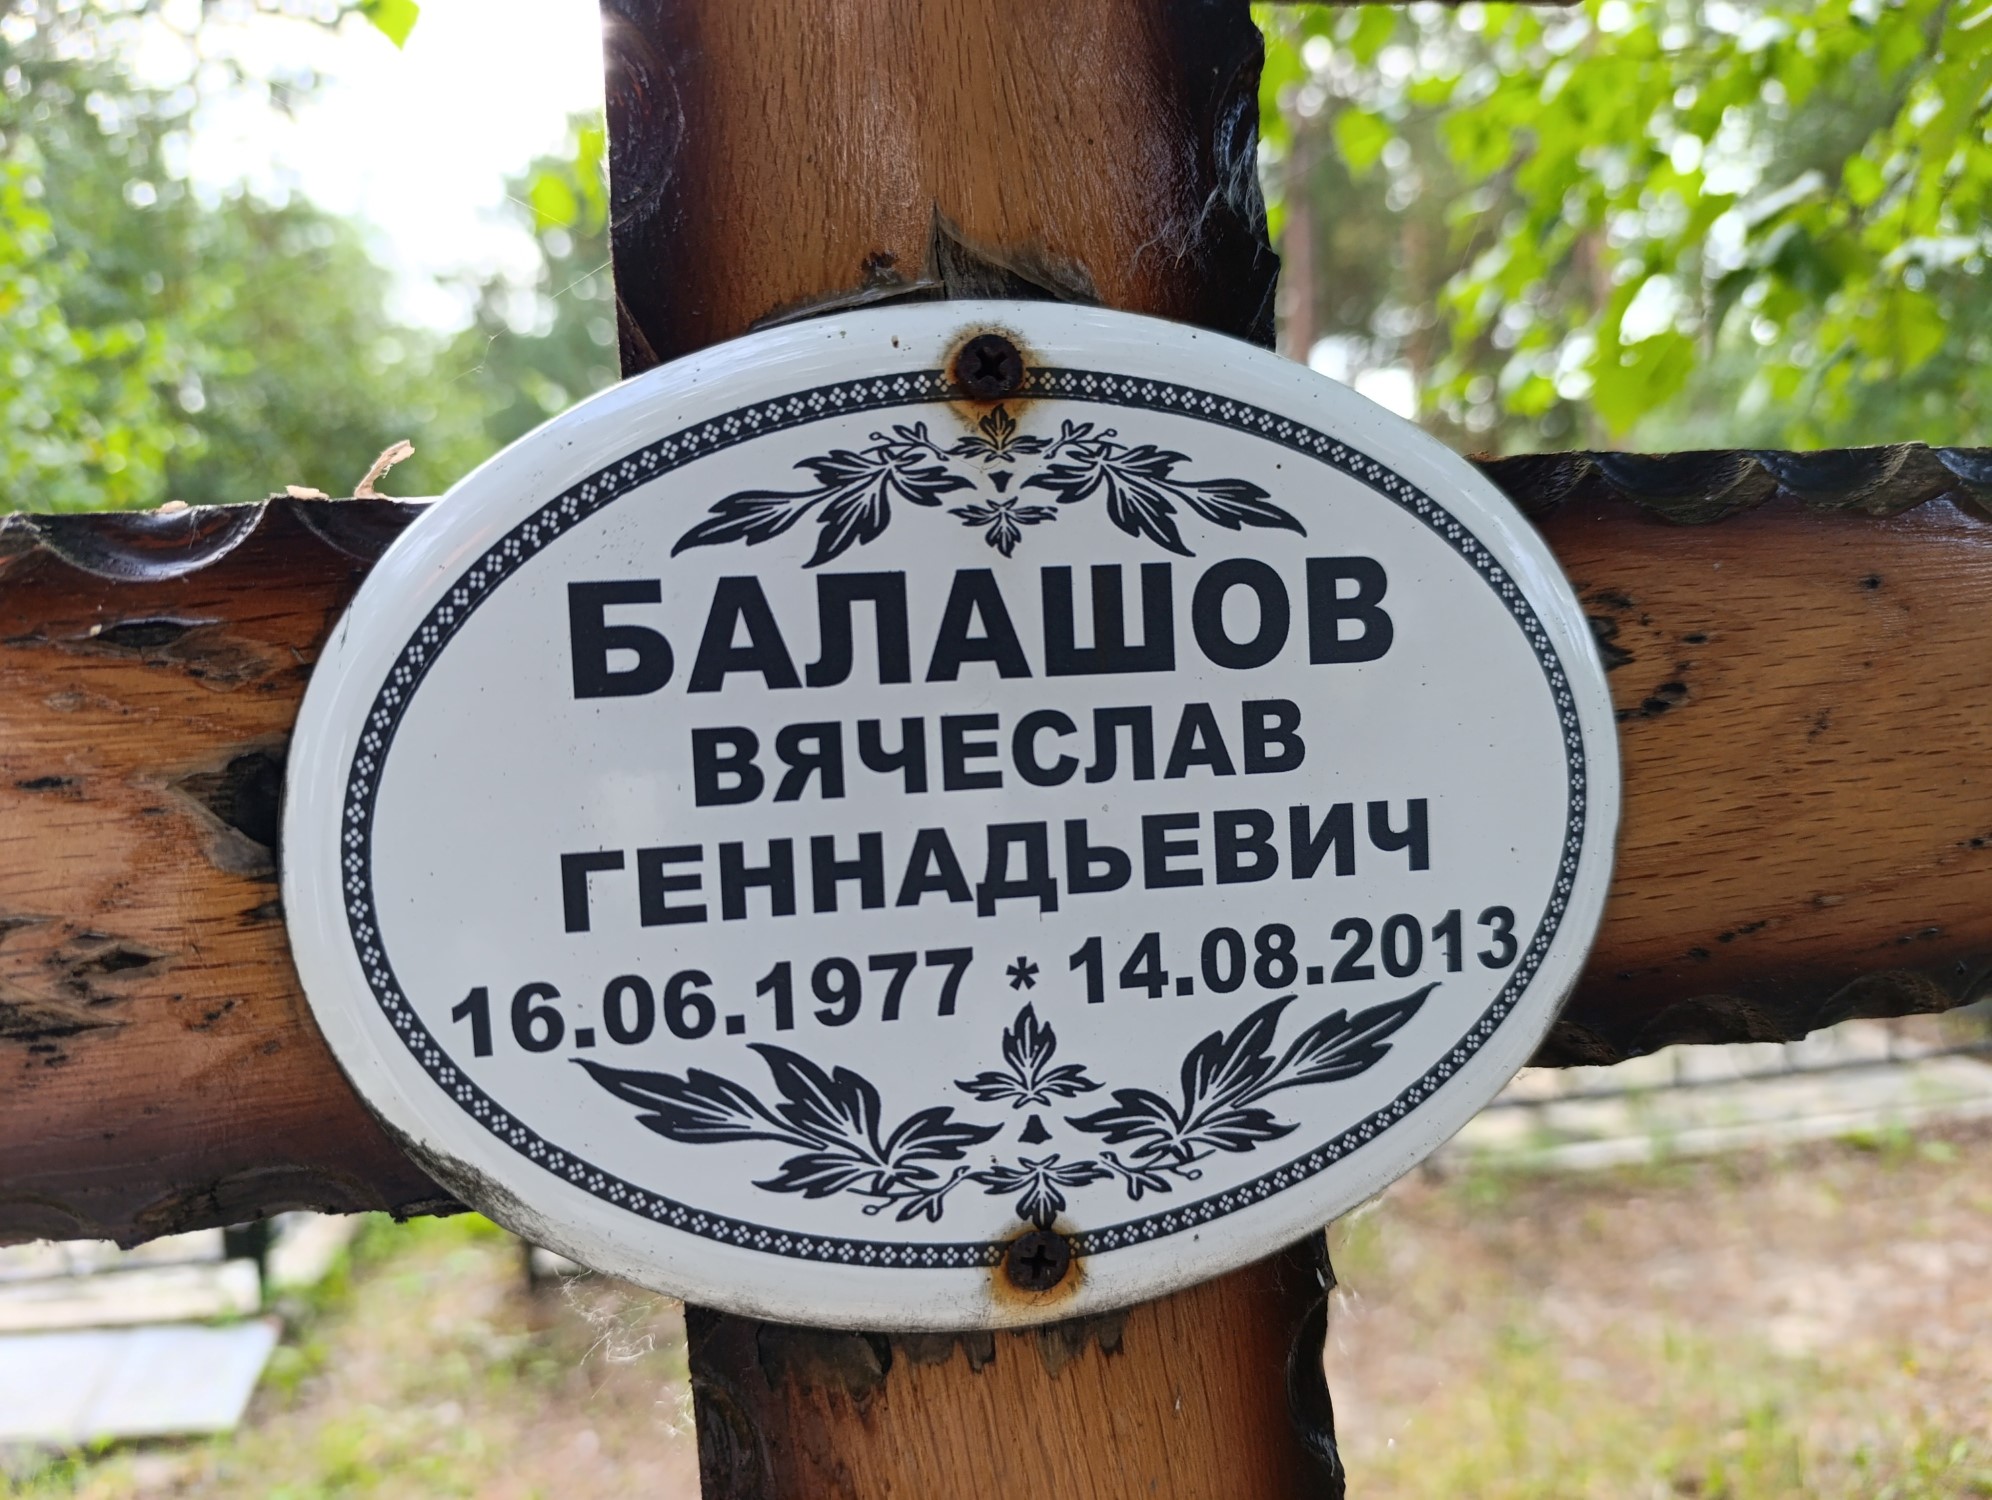 БАЛАШОВ
ВЯЧЕСЛАВ
ГЕННАДЬЕВИЧ
16.06.1977 * 14.08.2013